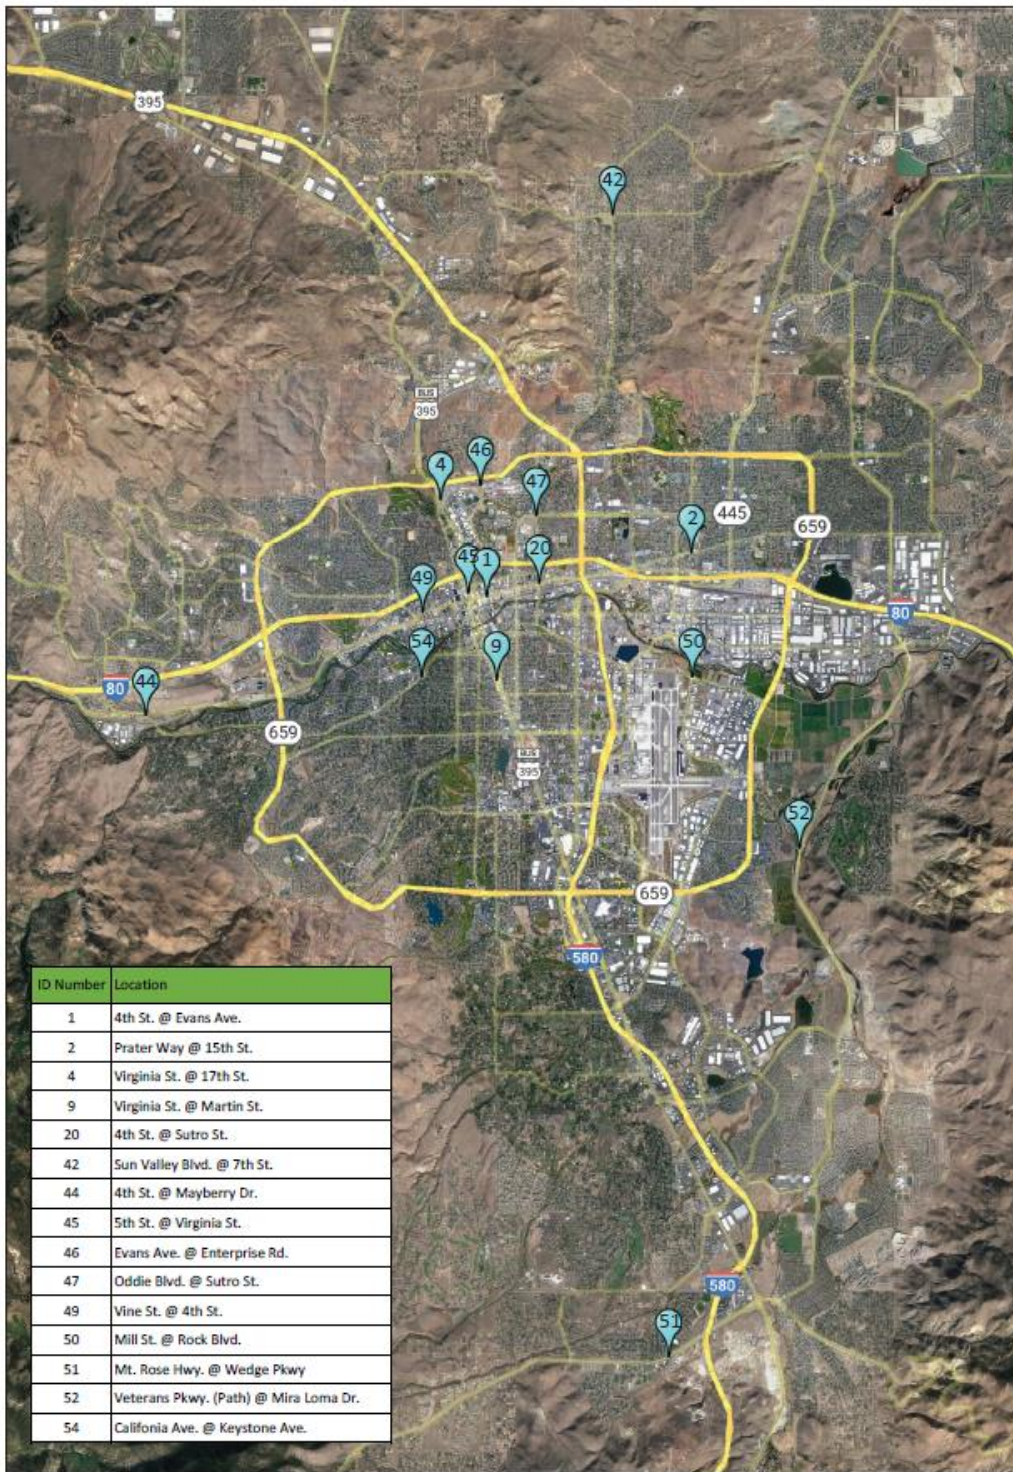 395
42
BUS
395
46
4
47
2
445
659
45
1
20
49
80
54
9
50
44
80
659
BUS
395
52
659
580
ID Number Location
1 4th St. @ Evans Ave.
2 Prater Way @ 15th St.
4 Virginia St. @ 17th St.
9 Virginia St. @ Martin St.
20 4th St. @ Sutro St.
42 Sun Valley Blvd. @ 7th St.
44 4th St. @ Mayberry Dr.
45 5th St. @ Virginia St.
46 Evans Ave. @ Enterprise Rd.
47 Oddie Blvd. @ Sutro St.
49 Vine St. @ 4th St.
50 Mill St. @ Rock Blvd.
51 Mt. Rose Hwy. @ Wedge Pkwy
52 Veterans Pkwy. (Path) @ Mira Loma Dr.
54 Califonia Ave. @ Keystone Ave.
580
51